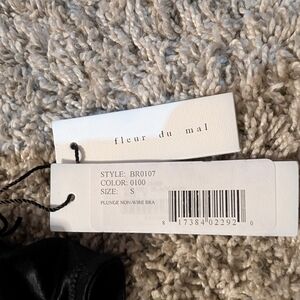 fleur du mal
STYLE: BR0107
COLOR: 0100
SIZE: S
PLUNGE NON-WIRE BRA
8 17384 02292 0